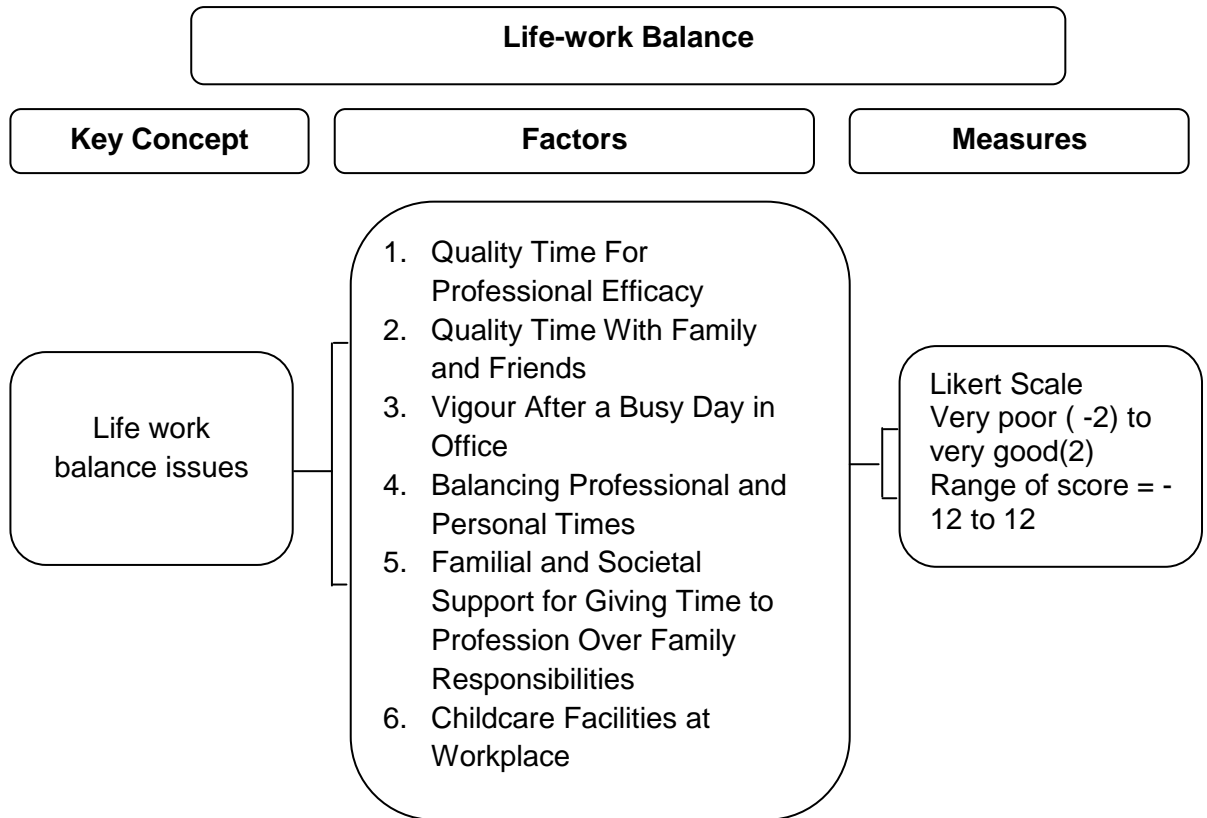 Life-work Balance
Key Concept
Factors
Measures
Life work
balance issues
1. Quality Time For
Professional Efficacy
2. Quality Time With Family
and Friends
3. Vigour After a Busy Day in
Office
4. Balancing Professional and
Personal Times
5. Familial and Societal
Support for Giving Time to
Profession Over Family
Responsibilities
6. Childcare Facilities at
Workplace
Likert Scale
Very poor ( -2) to
very good(2)
Range of score = -
12 to 12